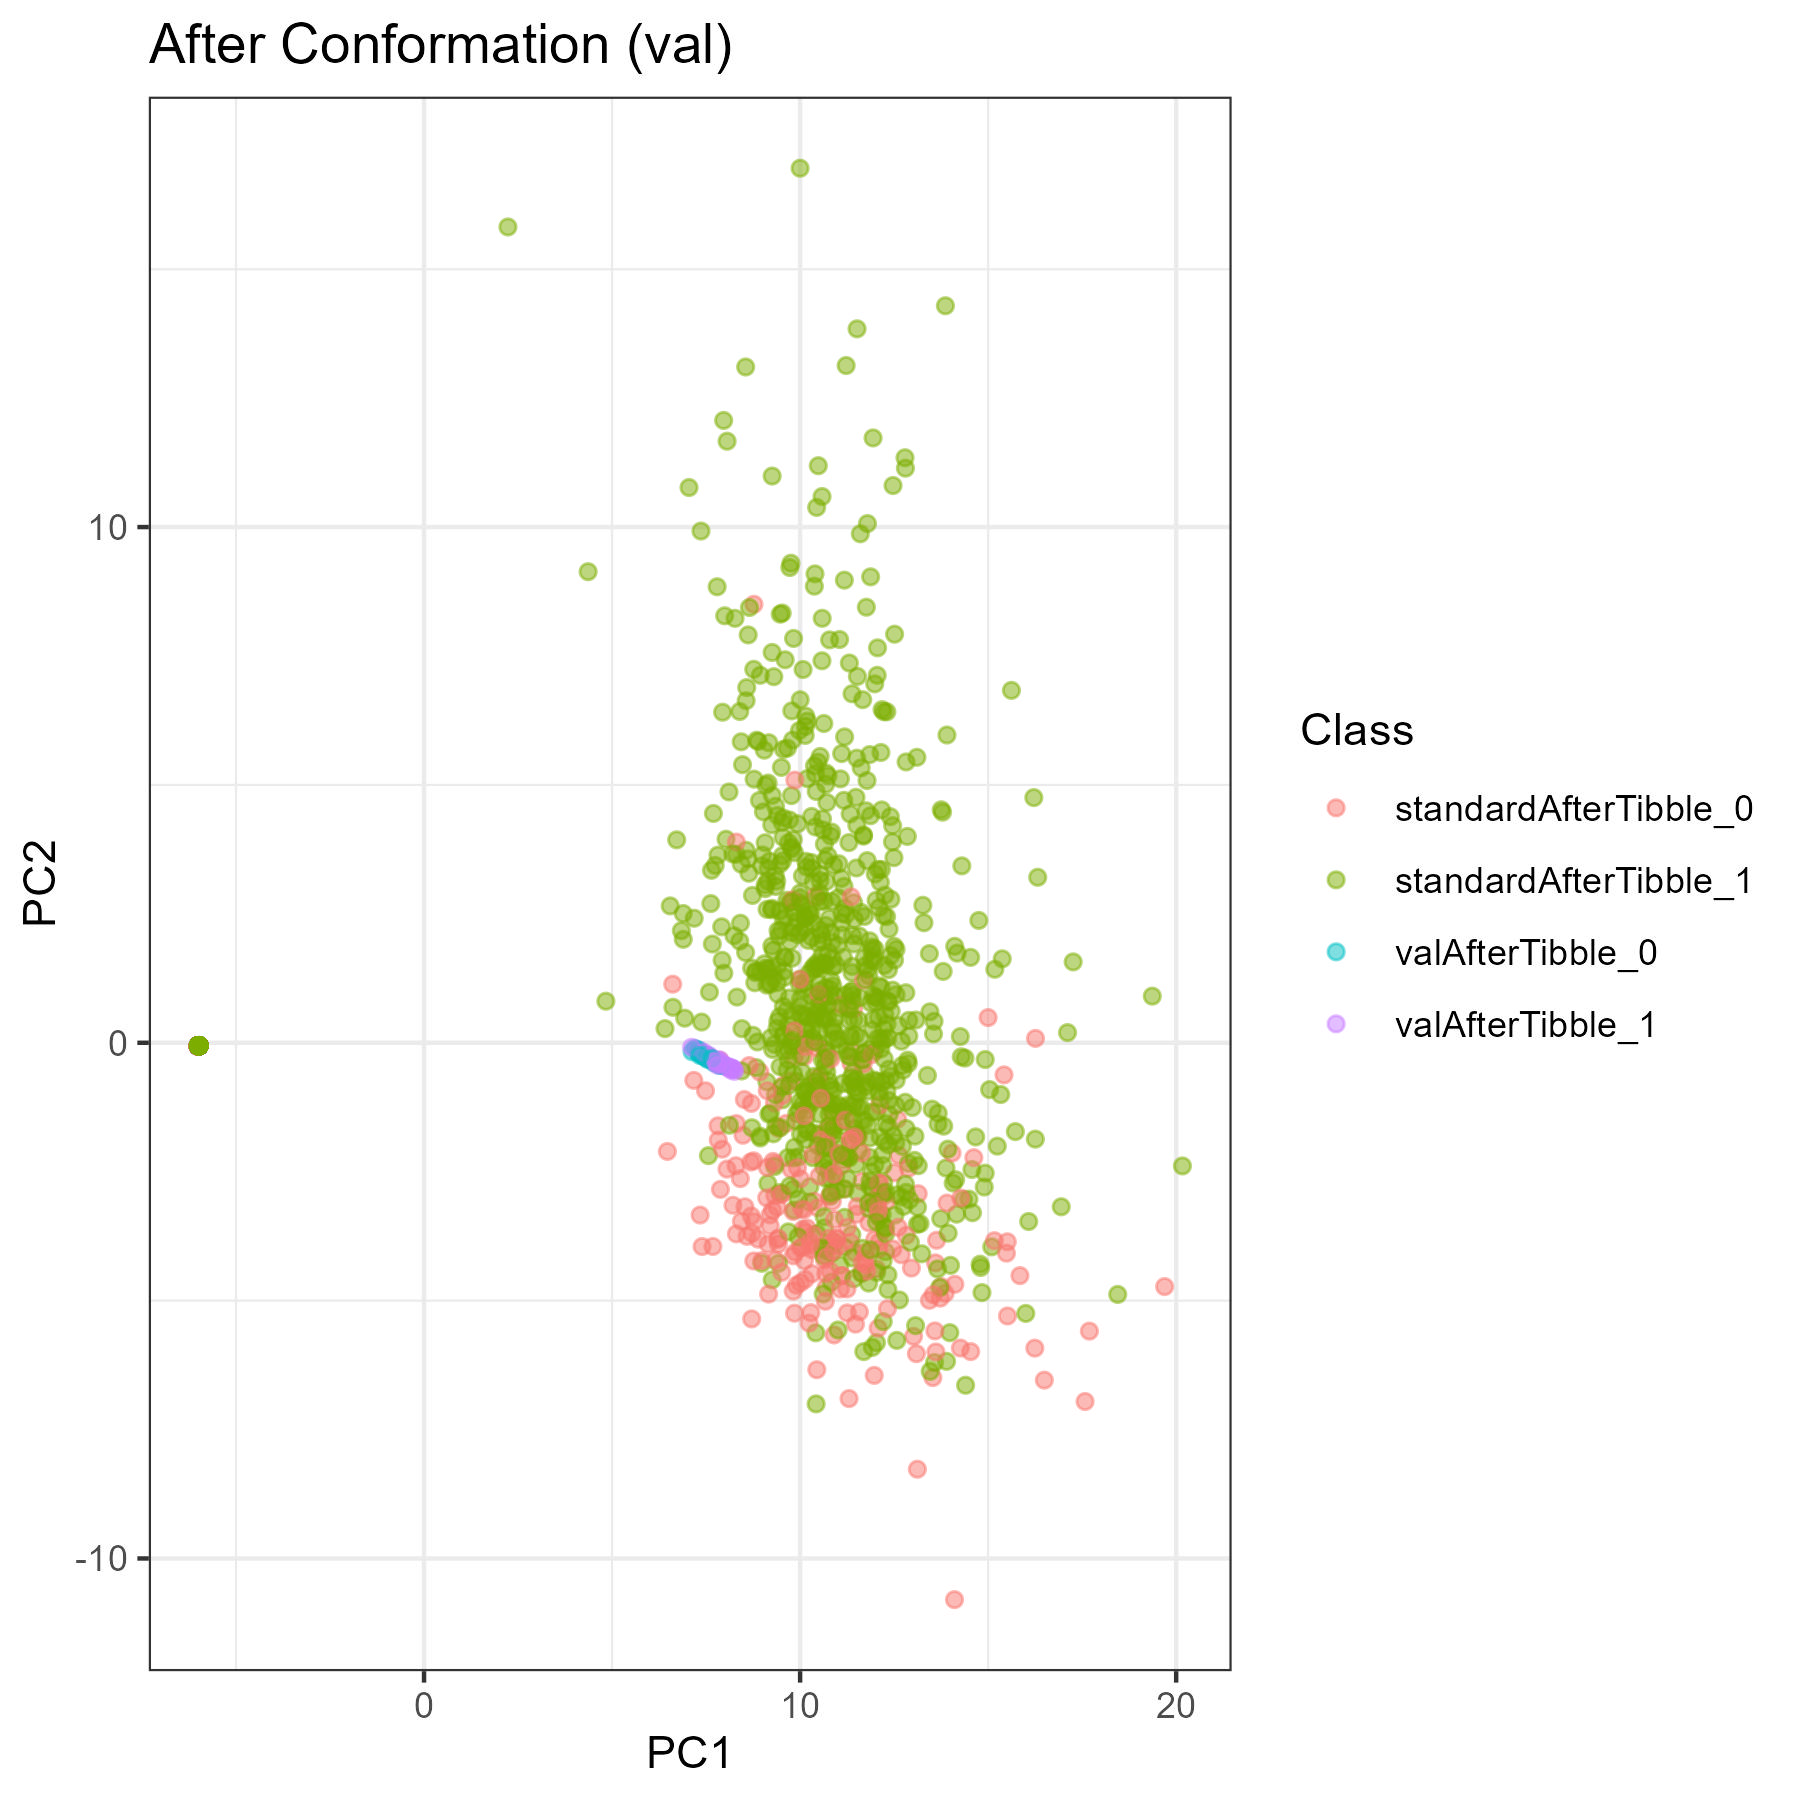 After Conformation (val)
PC2
10
0
-10
0 10 20
PC1
Class
standardAfterTibble_0
standardAfterTibble_1
valAfterTibble_0
valAfterTibble_1